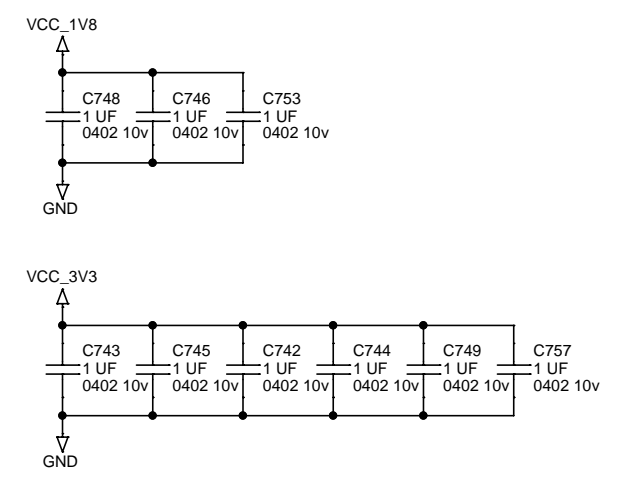 VCC_1V8
C748 C746 C753
1 UF 1 UF 1 UF
0402 10v 0402 10v 0402 10v
GND
VCC_3V3
C743 C745 C742 C744 C749 C757
1 UF 1 UF 1 UF 1 UF 1 UF 1 UF
0402 10v 0402 10v 0402 10v 0402 10v 0402 10v 0402 10v
GND